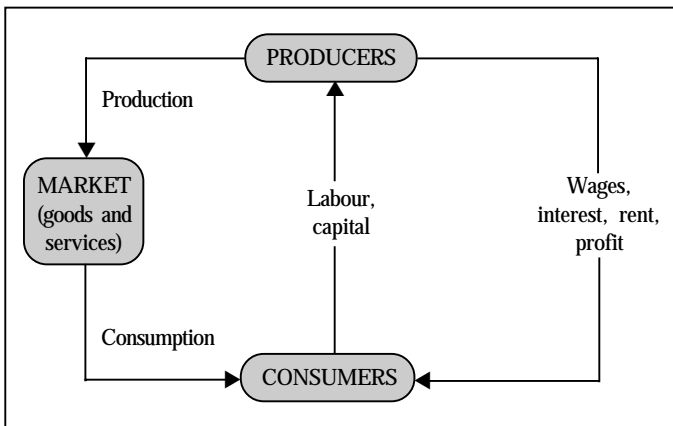 PRODUCERS
Production
MARKET
(goods and
services)
Labour,
capital
Wages,
interest, rent,
profit
Consumption
CONSUMERS